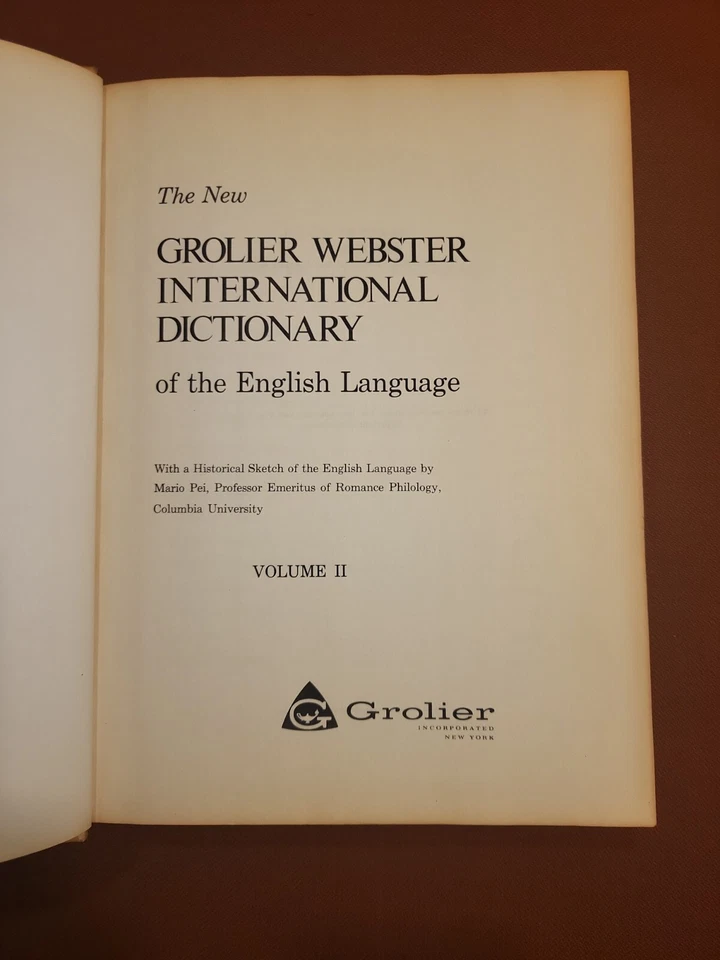 The New
GROLIER WEBSTER
INTERNATIONAL
DICTIONARY
of the English Language
With a Historical Sketch of the English Language by
Mario Pei, Professor Emeritus of Romance Philology,
Columbia University
VOLUME II
G Grolier
INCORPORATED
NEW YORK